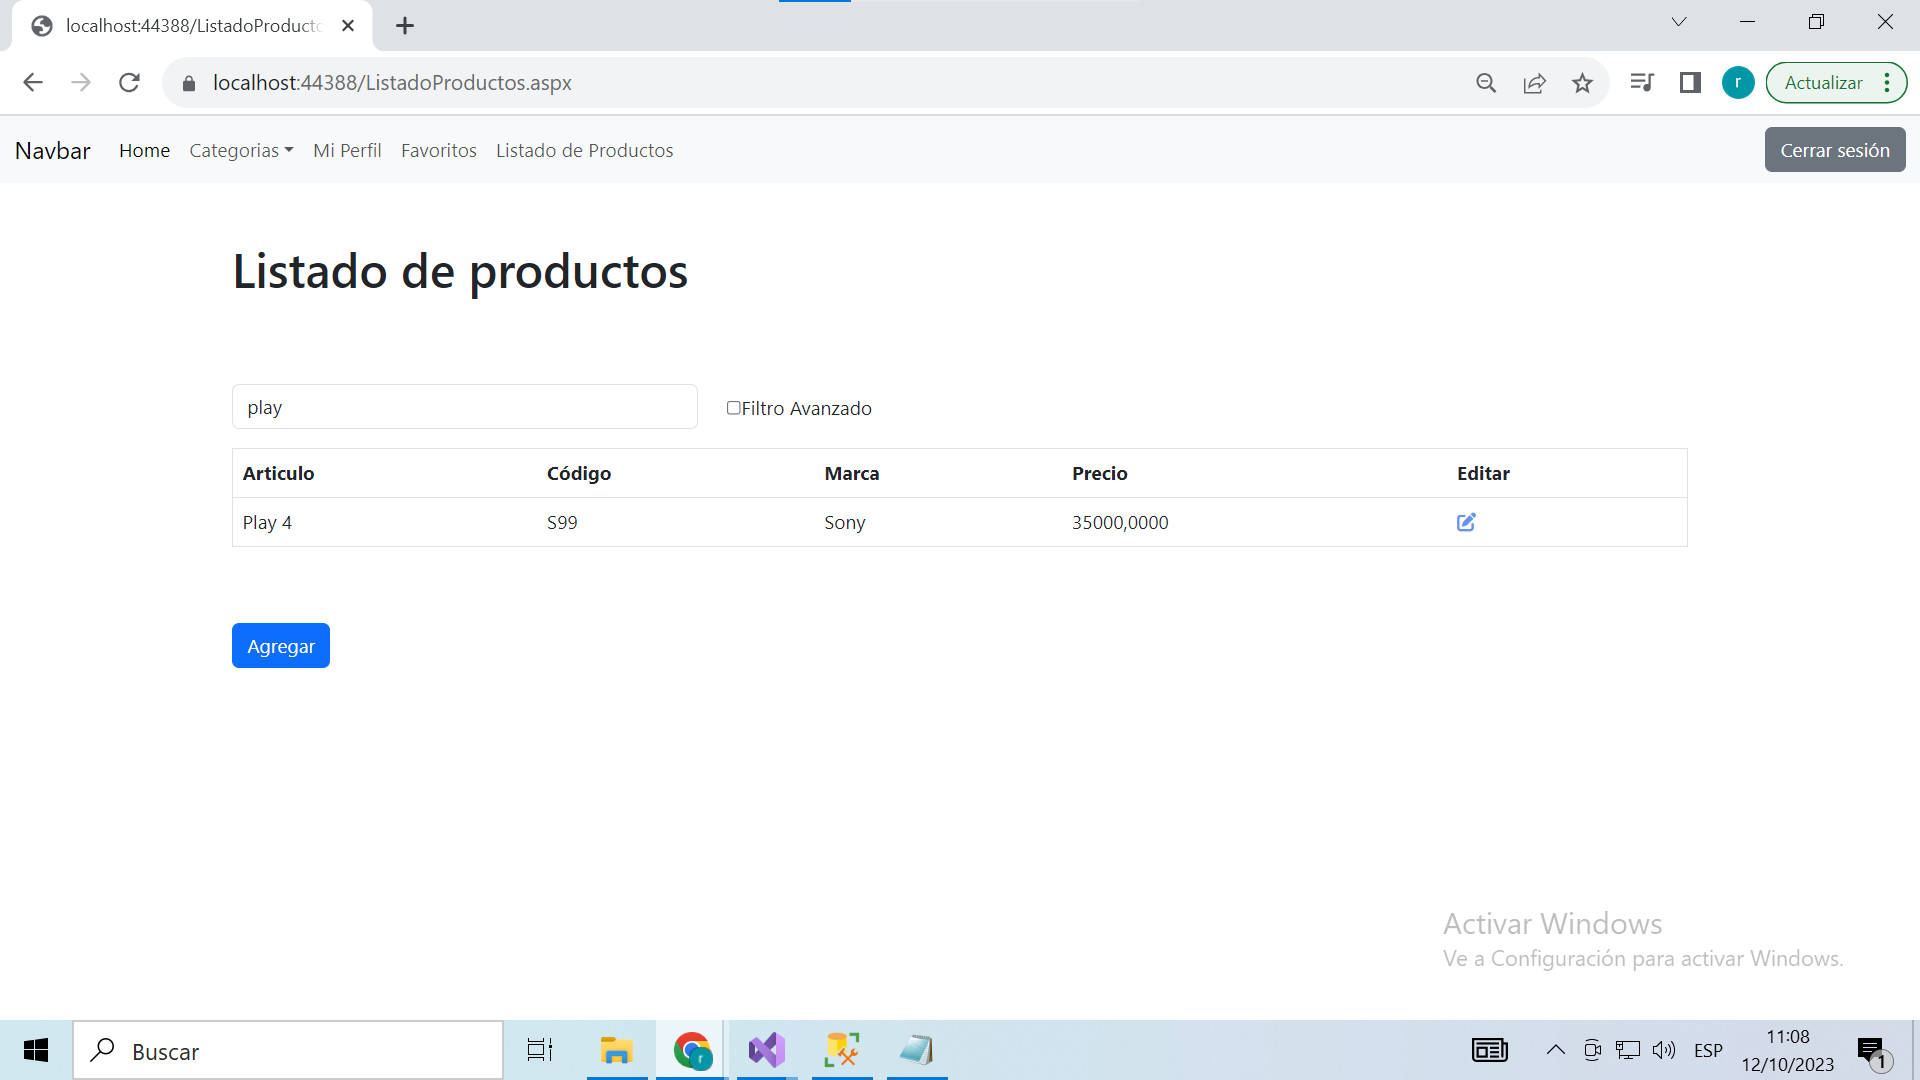 localhost:44388/ListadoProducto
localhost:44388/ListadoProductos.aspx
r
Actualizar
Navbar Home Categorias Mi Perfil Favoritos Listado de Productos Cerrar sesión
Listado de productos
play
Filtro Avanzado
Articulo Código Marca Precio Editar
Play 4 S99 Sony 35000,0000
Agregar
Activar Windows
Ve a Configuración para activar Windows.
Buscar
r
ESP
11:08
12/10/2023
1